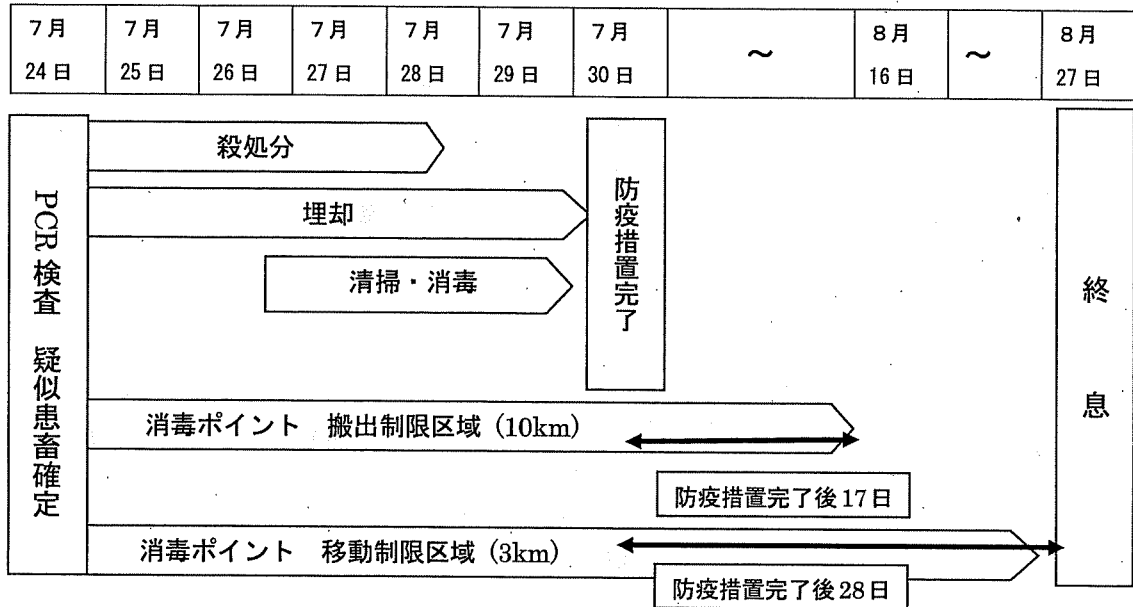 7月 7月 7月 7月 7月 7月 7月 ～ 8月 ～ 8月
24日 25日 26日 27日 28日 29日 30日 16日 27日
PCR検査 疑似患畜確定
殺処分
埋却
清掃・消毒
防疫措置完了
消毒ポイント 搬出制限区域（10km）
防疫措置完了後17日
消毒ポイント 移動制限区域（3km）
防疫措置完了後28日
終息